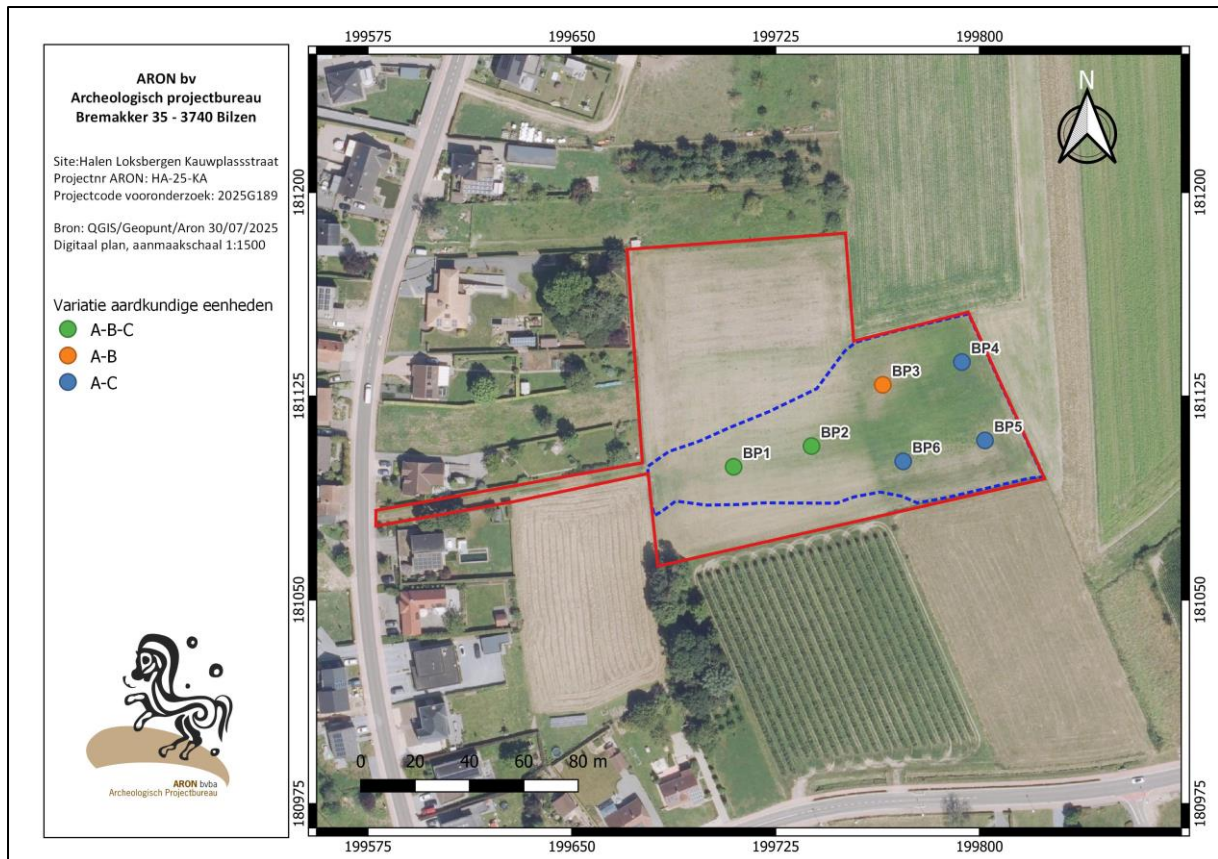 ARON bv
Archeologisch projectbureau
Bremakker 35 - 3740 Bilzen
Site:Halen Loksbergen Kauwplassstraat
Projectnr ARON: HA-25-KA
Projectcode vooronderzoek: 2025G189
Bron: QGIS/Geopunt/Aron 30/07/2025
Digitaal plan, aanmaakschaal 1:1500
Variatie aardkundige eenheden
A-B-C
A-B
A-C
ARON bvba
Archeologisch Projectbureau
199575 199650 199725 199800
181200
181125
181050
180975
N
BP4
BP3
BP5
BP2
BP6
BP1
0 20 40 60 80 m
199575 199650 199725 199800
181200
181125
181050
180975